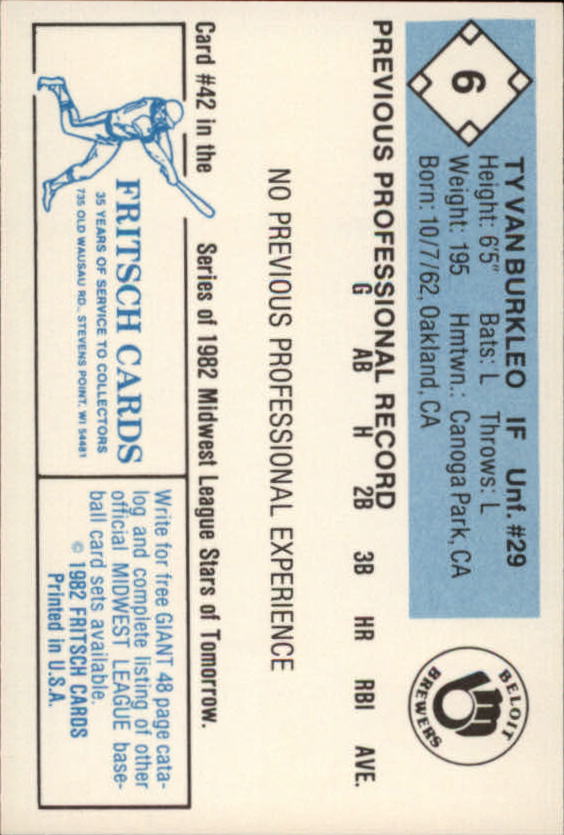 6
TY VAN BURKLEO IF Unf. #29
Height: 6'5" Bats: L Throws: L
Weight: 195 Hmtwn.: Canoga Park, CA
Born: 10/7/62, Oakland, CA
BELOIT
BREWERS
PREVIOUS PROFESSIONAL RECORD
G AB H 2B 3B HR RBI AVE.
NO PREVIOUS PROFESSIONAL EXPERIENCE
Card #42 in the Series of 1982 Midwest League Stars of Tomorrow.
FRITSCH CARDS
35 YEARS OF SERVICE TO COLLECTORS
735 OLD WAUSAU RD., STEVENS POINT, WI 54481
Write for free GIANT 48 page cata-
log and complete listing of other
official MIDWEST LEAGUE base-
ball card sets available.
© 1982 FRITSCH CARDS
Printed in U.S.A.